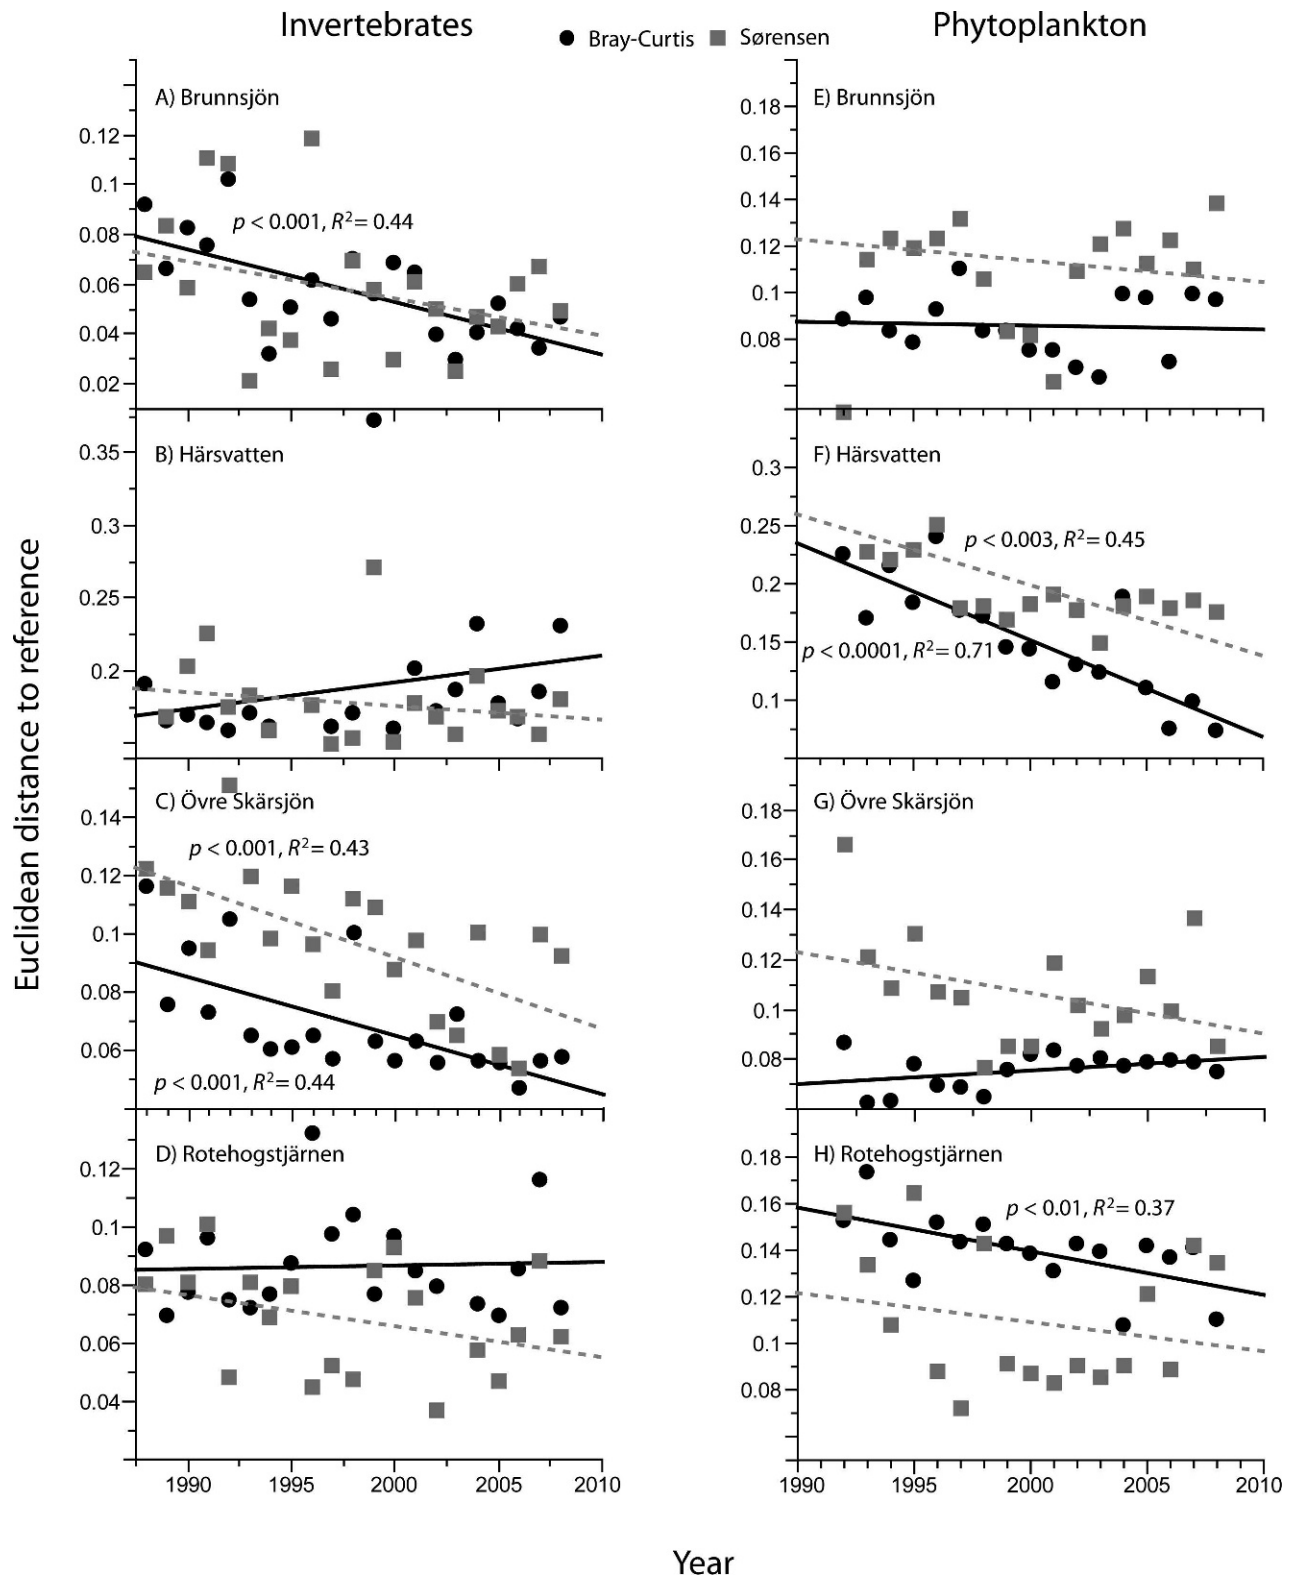 Invertebrates
Bray-Curtis
Sørensen
Phytoplankton
Euclidean distance to reference
A) Brunnsjön
p < 0.001, R²= 0.44
0.12
0.1
0.08
0.06
0.04
0.02
B) Härsvatten
0.35
0.3
0.25
0.2
C) Övre Skärsjön
p < 0.001, R²= 0.43
p < 0.001, R²= 0.44
0.14
0.12
0.1
0.08
0.06
D) Rotehogstjärnen
0.12
0.1
0.08
0.06
0.04
1990 1995 2000 2005 2010
E) Brunnsjön
0.18
0.16
0.14
0.12
0.1
0.08
F) Härsvatten
p < 0.003, R²= 0.45
p < 0.0001, R²= 0.71
0.3
0.25
0.2
0.15
0.1
G) Övre Skärsjön
0.18
0.16
0.14
0.12
0.1
0.08
H) Rotehogstjärnen
p < 0.01, R²= 0.37
0.18
0.16
0.14
0.12
0.1
0.08
1990 1995 2000 2005 2010
Year